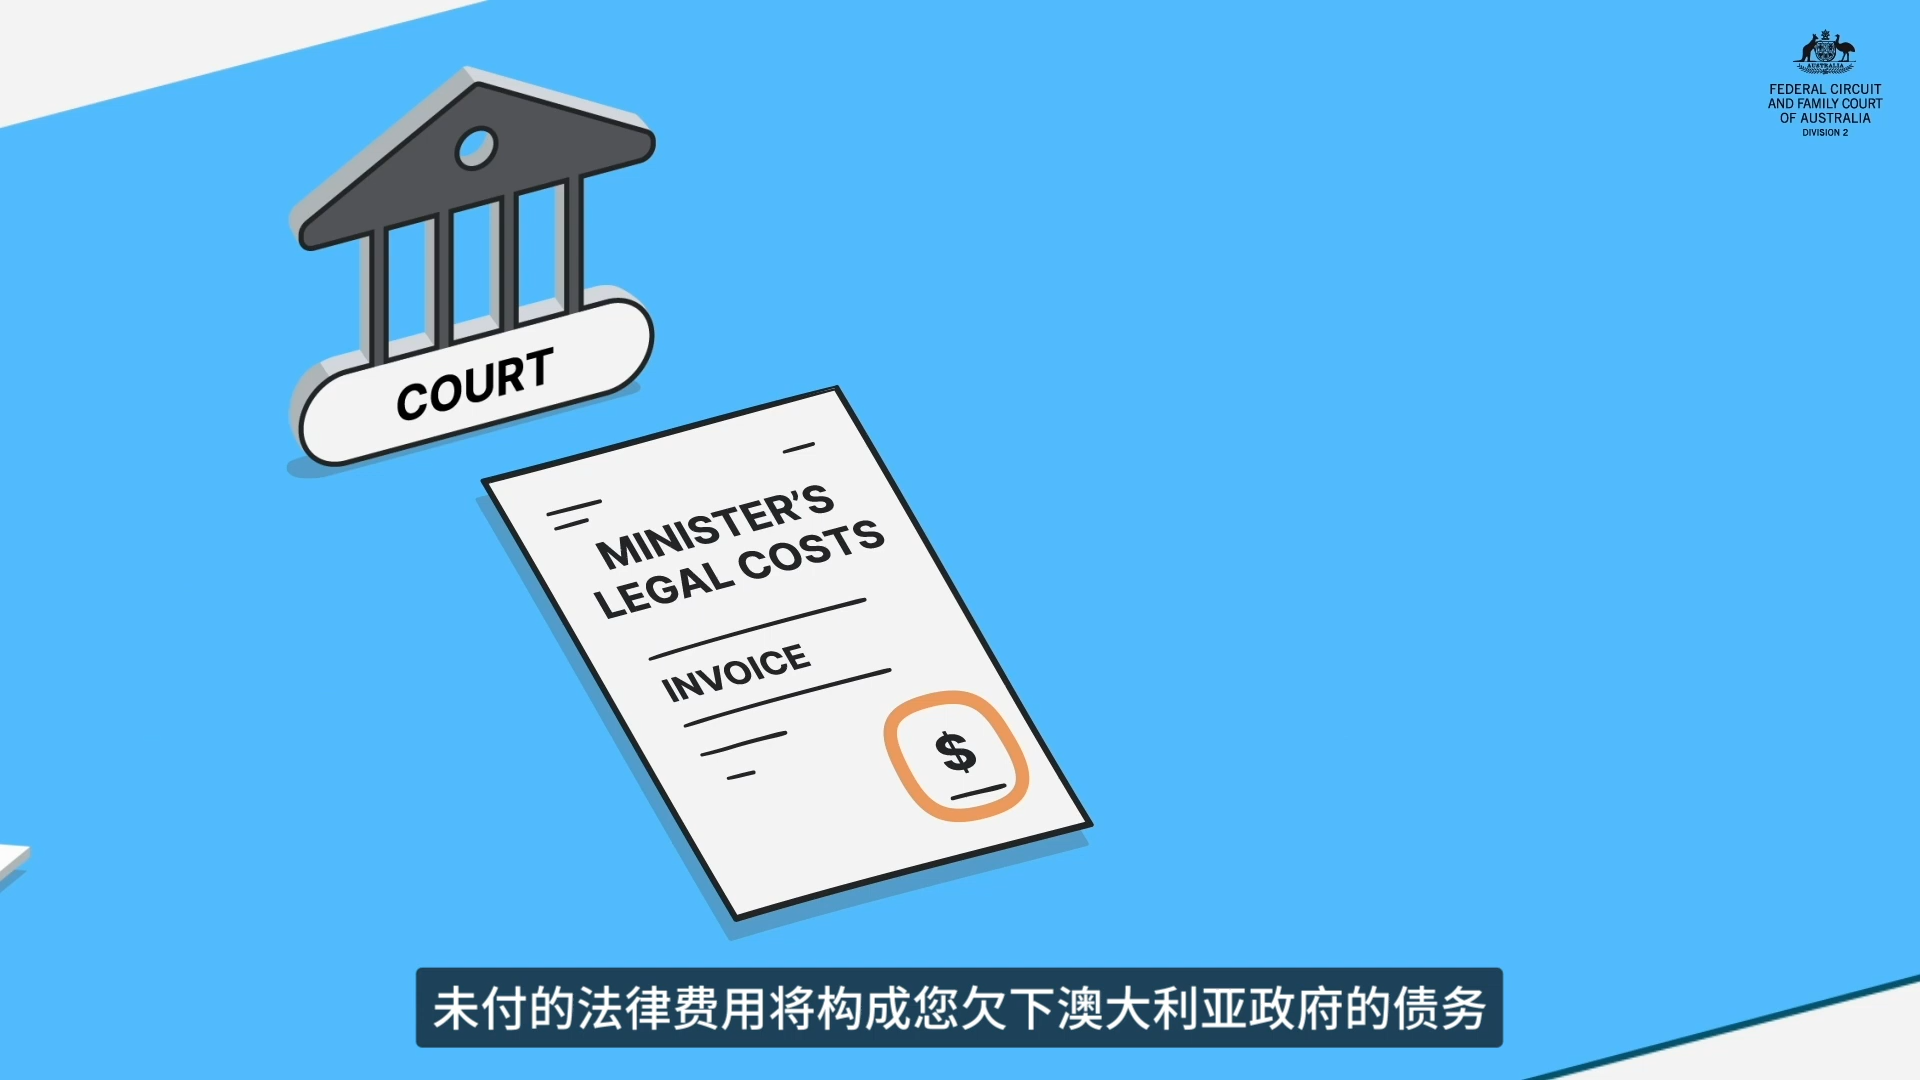 AUSTRALIA
FEDERAL CIRCUIT
AND FAMILY COURT
OF AUSTRALIA
DIVISION 2
COURT
MINISTER'S
LEGAL COSTS
INVOICE
$
未付的法律费用将构成您欠下澳大利亚政府的债务